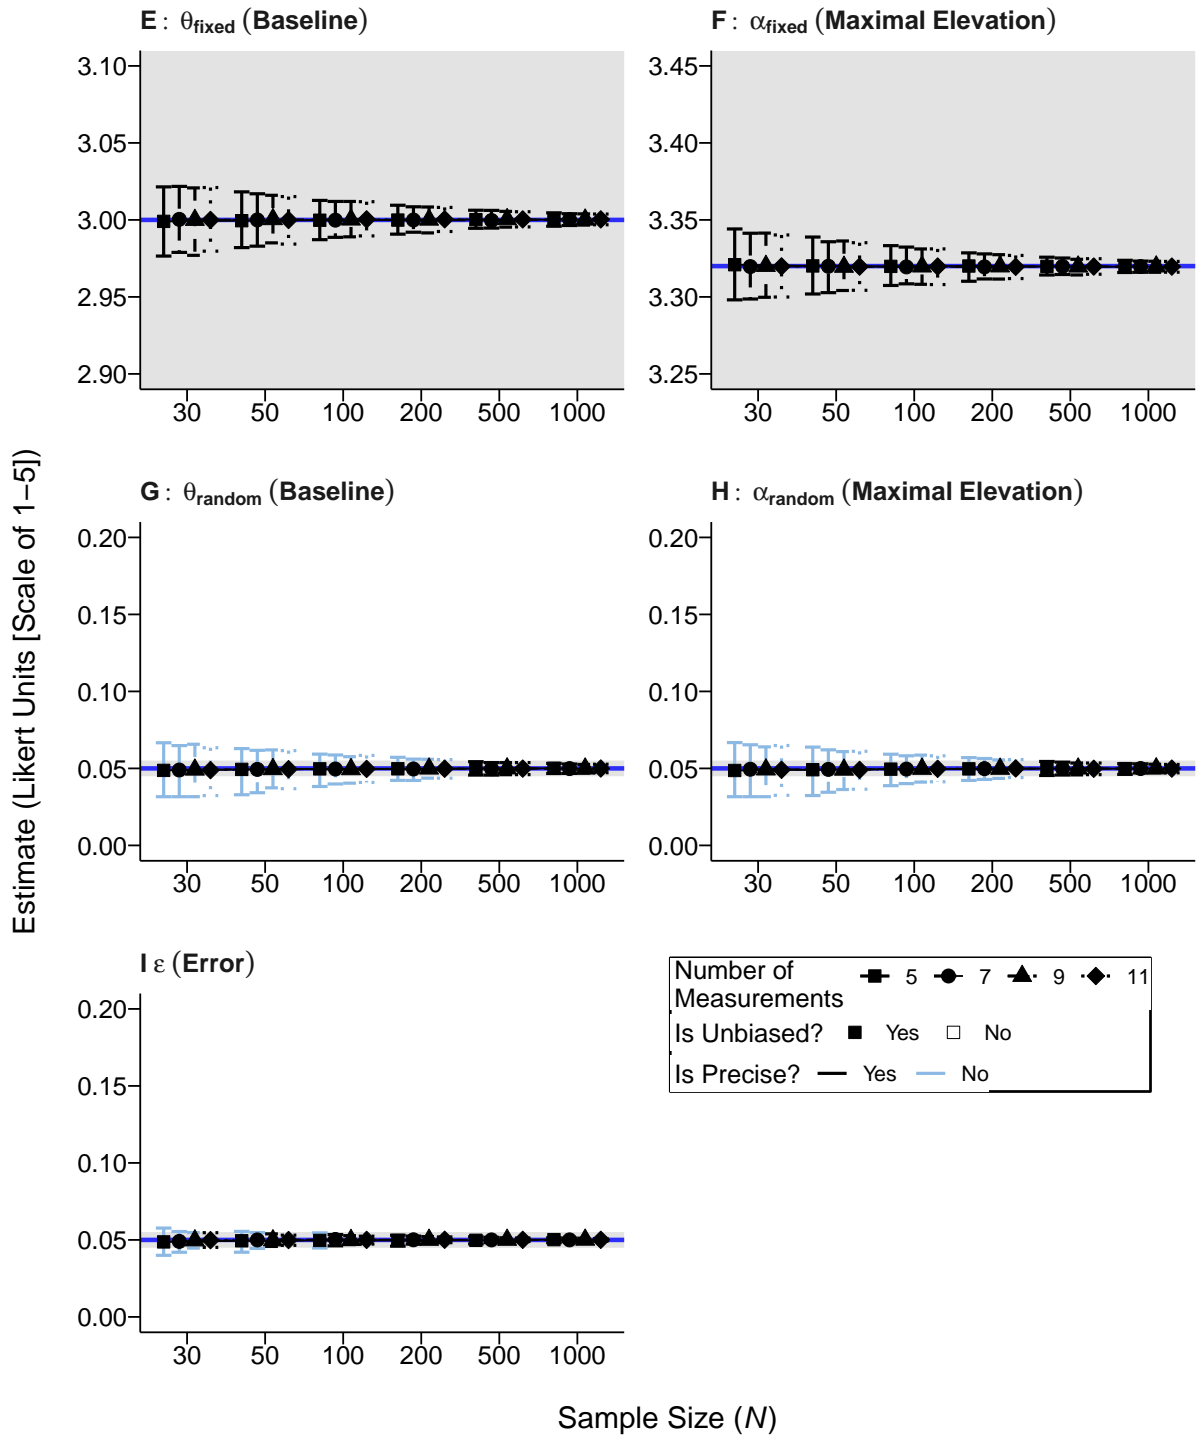 E : θfixed (Baseline)
3.10
3.05
3.00
2.95
2.90
30 50 100 200 500 1000
F : αfixed (Maximal Elevation)
3.45
3.40
3.35
3.30
3.25
30 50 100 200 500 1000
Estimate (Likert Units [Scale of 1−5])
G : θrandom (Baseline)
0.20
0.15
0.10
0.05
0.00
30 50 100 200 500 1000
H : αrandom (Maximal Elevation)
0.20
0.15
0.10
0.05
0.00
30 50 100 200 500 1000
I ε (Error)
0.20
0.15
0.10
0.05
0.00
30 50 100 200 500 1000
Number of
Measurements 5 7 9 11
Is Unbiased? Yes No
Is Precise? Yes No
Sample Size (N)